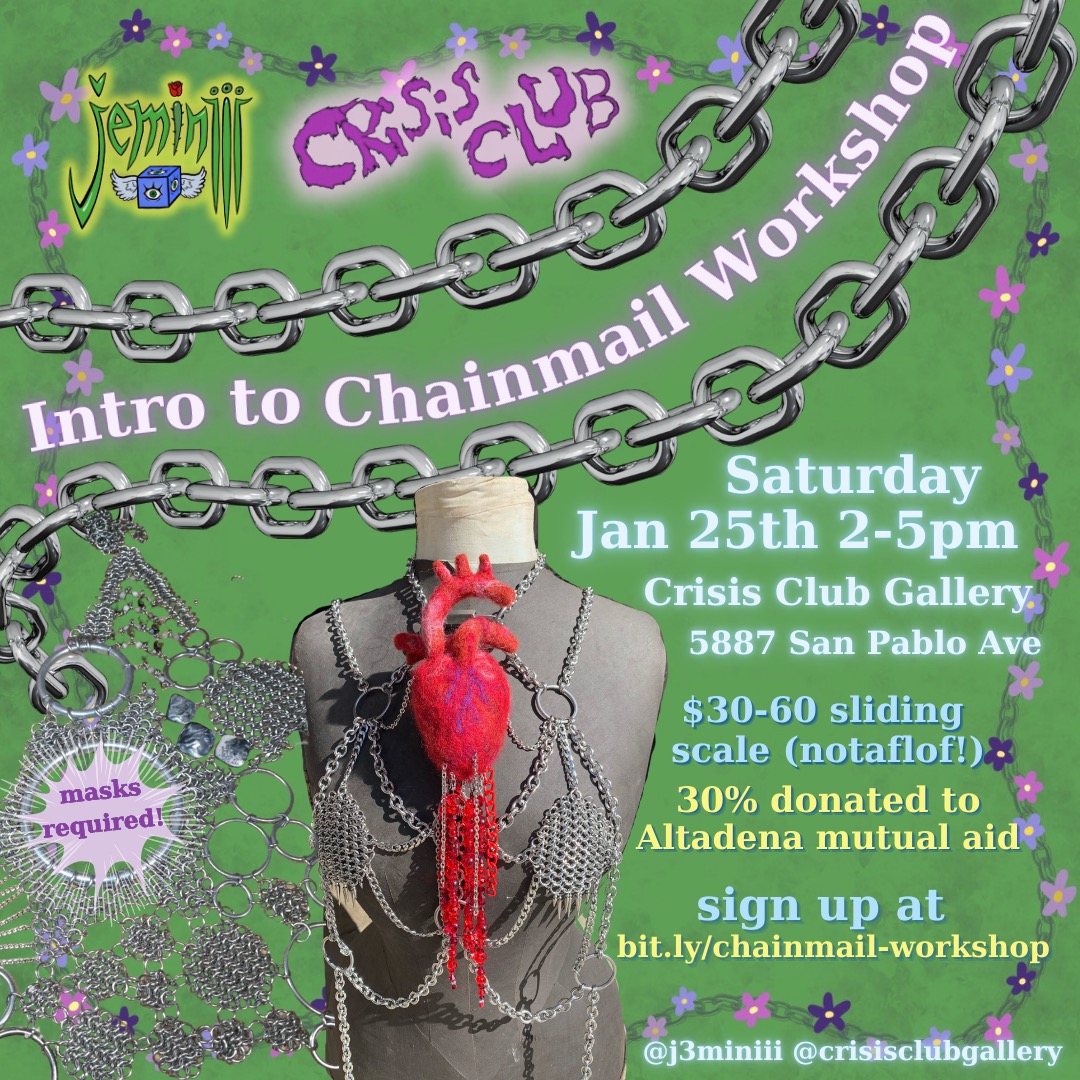 jeminiii
CRISIS
CLUB
Intro to Chainmail Workshop
Saturday
Jan 25th 2-5pm
Crisis Club Gallery
5887 San Pablo Ave
$30-60 sliding
scale (notaflof!)
30% donated to
Altadena mutual aid
masks
required!
sign up at
bit.ly/chainmail-workshop
@j3miniii @crisisclubgallery